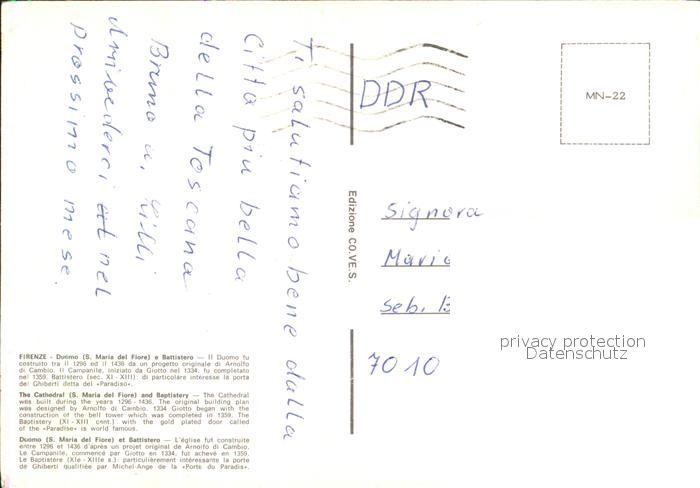 T' salutiamo bene dalla
Citta piu bella
della Toscana
Bruno u. Lilli
Arrivederci nel
prossimo mese.
DDR
MN-22
Edizione CO.VE.S.
Signora
Maria
Seb. B
7010
privacy protection
Datenschutz
FIRENZE - Duomo (S. Maria del Fiore) e Battistero — Il Duomo fu
costruito tra il 1296 ed il 1436 da un progetto originale di Arnolfo
di Cambio. Il Campanile, iniziato da Giotto nel 1334, fu completato
nel 1359. Battistero (sec. XI - XIII): di particolare interesse la porta
del Ghiberti detta del «Paradiso».
The Cathedral (S. Maria del Fiore) and Baptistery — The Cathedral
was built during the years 1296 - 1436. The original building plan
was designed by Arnolfo di Cambio. 1334 Giotto began with the
construction of the bell tower which was completed in 1359. The
Baptistery (XI - XIII cent.) with the gold plated door called
of the «Paradise» is world famous.
Duomo (S. Maria del Fiore) et Battistero — L'église fut construite
entre 1296 et 1436 d'après un projet original de Arnolfo di Cambio.
Le Campanile, commencé par Giotto en 1334, fut achevé en 1359.
Le Baptistère (XIe - XIIIe s.): particulièrement intéressante la porte
de Ghiberti qualifiée par Michel-Ange de la «Porte du Paradis».